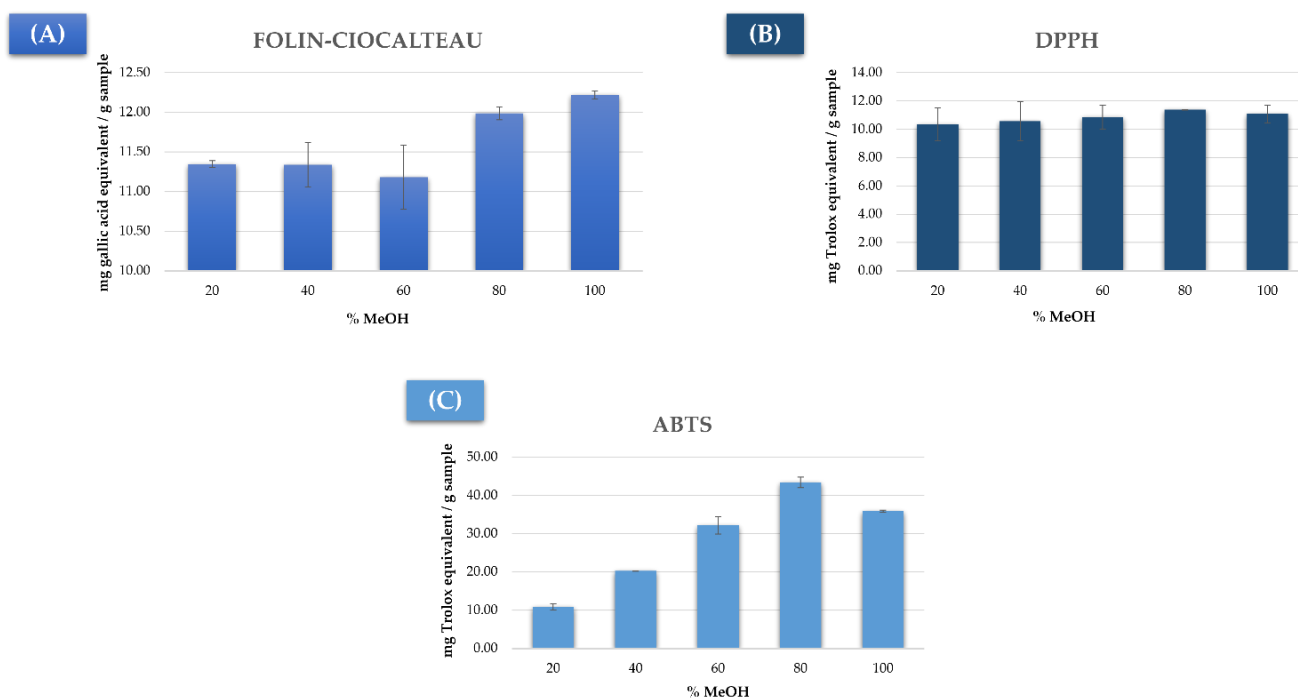 (A)
FOLIN-CIOCALTEAU
mg gallic acid equivalent / g sample
12.50
12.00
11.50
11.00
10.50
10.00
20 40 60 80 100
% MeOH
(B)
DPPH
mg Trolox equivalent / g sample
14.00
12.00
10.00
8.00
6.00
4.00
2.00
0.00
20 40 60 80 100
% MeOH
(C)
ABTS
mg Trolox equivalent / g sample
50.00
40.00
30.00
20.00
10.00
0.00
20 40 60 80 100
% MeOH